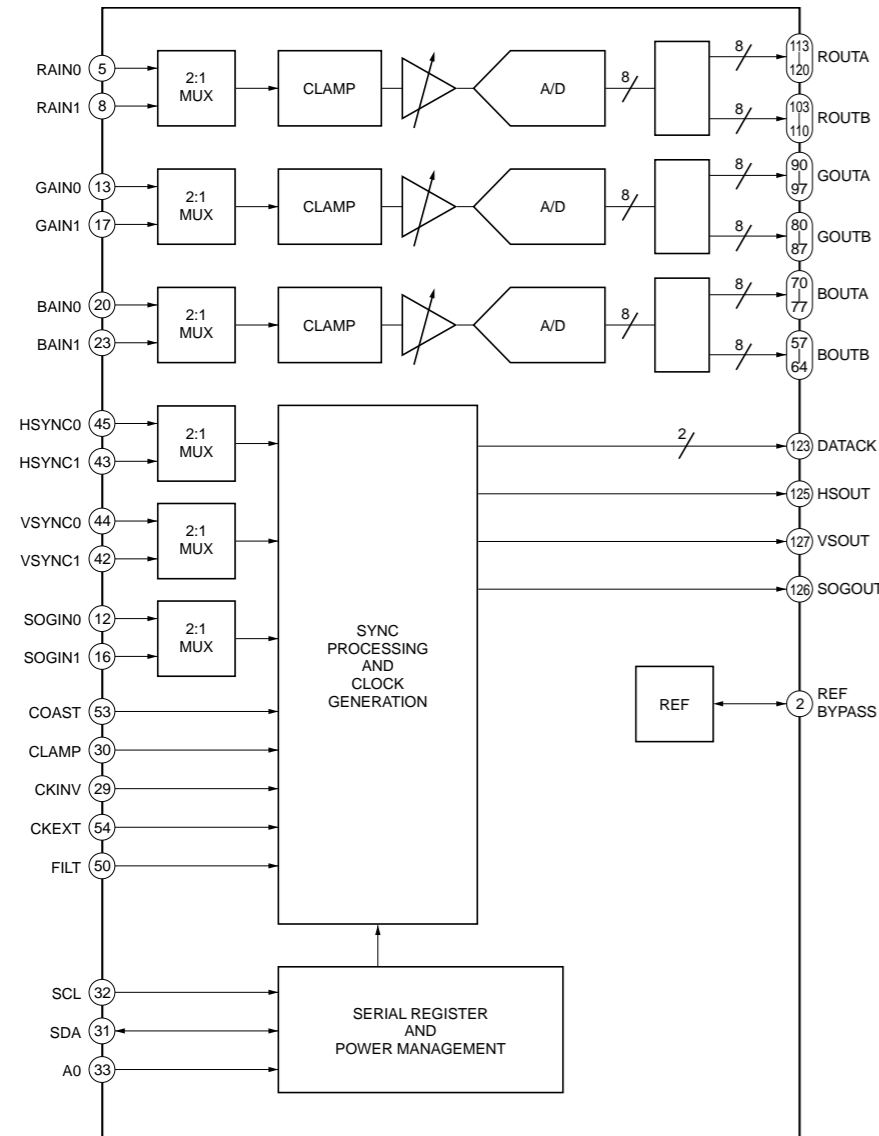 RAIN0 5
RAIN1 8
2:1
MUX
CLAMP
A/D
8
8
8
113
120
ROUTA
103
110
ROUTB
GAIN0 13
GAIN1 17
2:1
MUX
CLAMP
A/D
8
8
8
90
97
GOUTA
80
87
GOUTB
BAIN0 20
BAIN1 23
2:1
MUX
CLAMP
A/D
8
8
8
70
77
BOUTA
57
64
BOUTB
HSYNC0 45
HSYNC1 43
2:1
MUX
VSYNC0 44
VSYNC1 42
2:1
MUX
SOGIN0 12
SOGIN1 16
2:1
MUX
COAST 53
CLAMP 30
CKINV 29
CKEXT 54
FILT 50
SYNC
PROCESSING
AND
CLOCK
GENERATION
2
123 DATACK
125 HSOUT
127 VSOUT
126 SOGOUT
REF
2
REF
BYPASS
SCL 32
SDA 31
A0 33
SERIAL REGISTER
AND
POWER MANAGEMENT